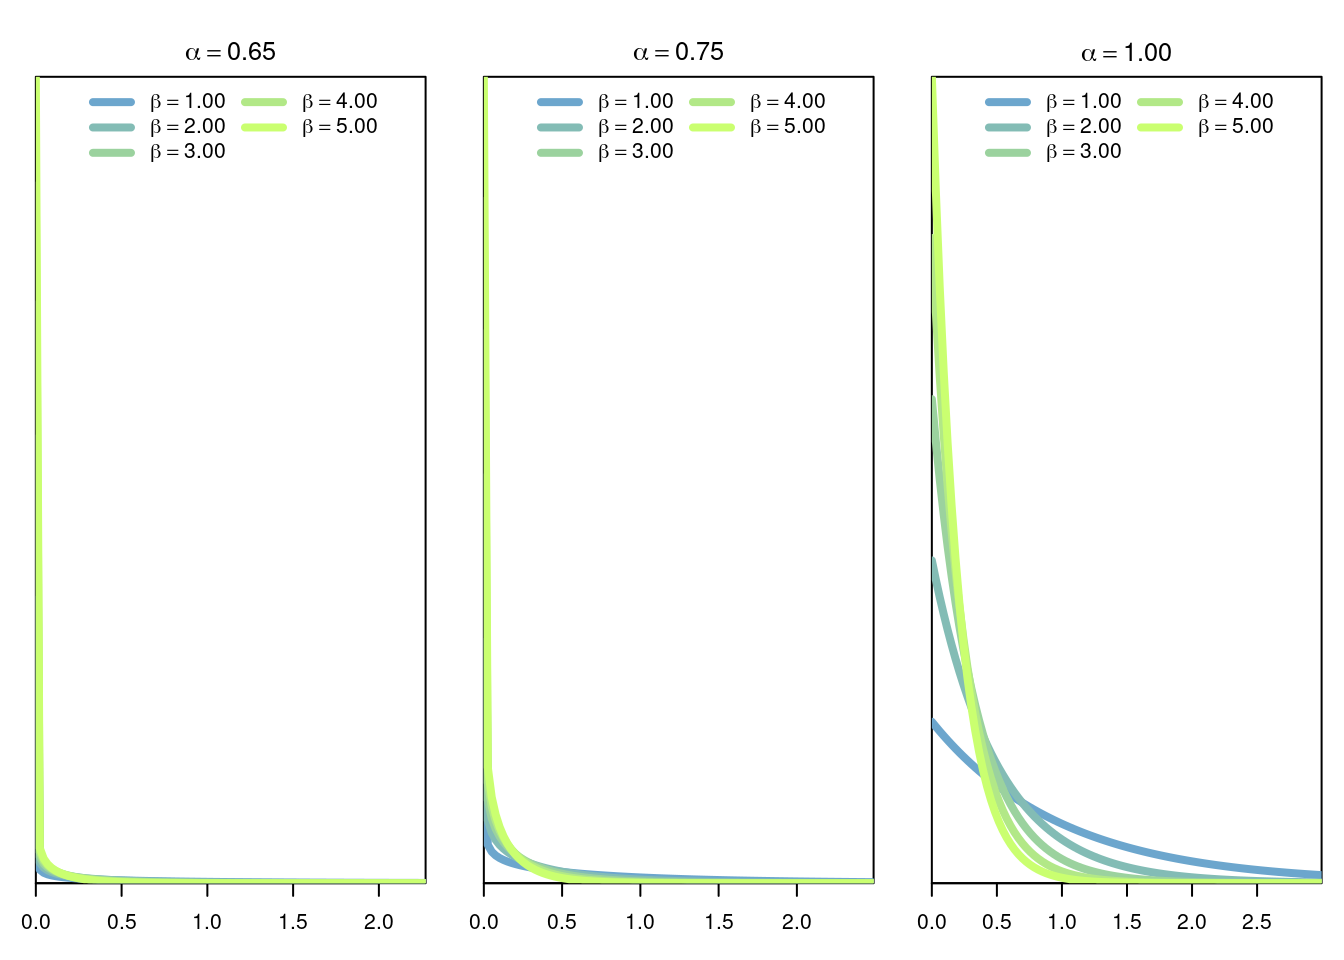 α = 0.65
β = 1.00 β = 4.00
β = 2.00 β = 5.00
β = 3.00
0.0 0.5 1.0 1.5 2.0
α = 0.75
β = 1.00 β = 4.00
β = 2.00 β = 5.00
β = 3.00
0.0 0.5 1.0 1.5 2.0
α = 1.00
β = 1.00 β = 4.00
β = 2.00 β = 5.00
β = 3.00
0.0 0.5 1.0 1.5 2.0 2.5